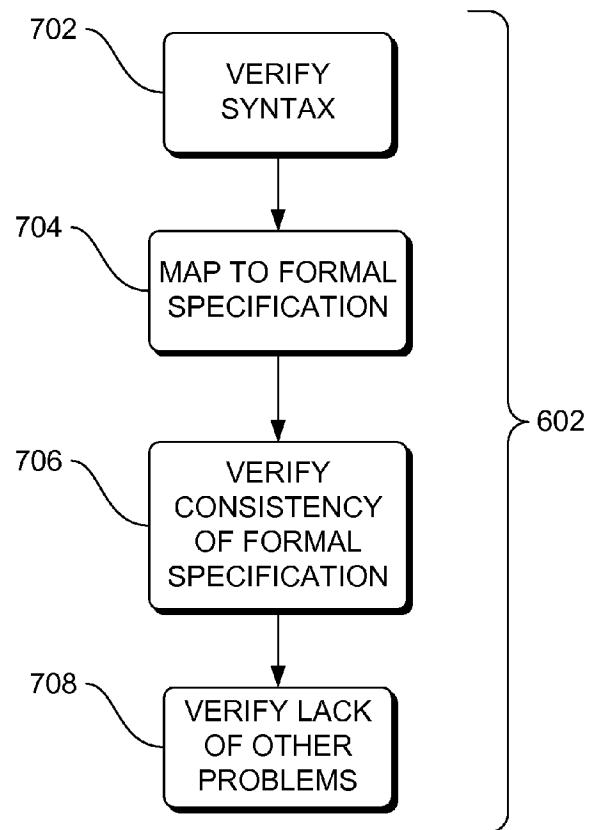 702
VERIFY
SYNTAX
704
MAP TO FORMAL
SPECIFICATION
602
706
VERIFY
CONSISTENCY
OF FORMAL
SPECIFICATION
708
VERIFY LACK
OF OTHER
PROBLEMS